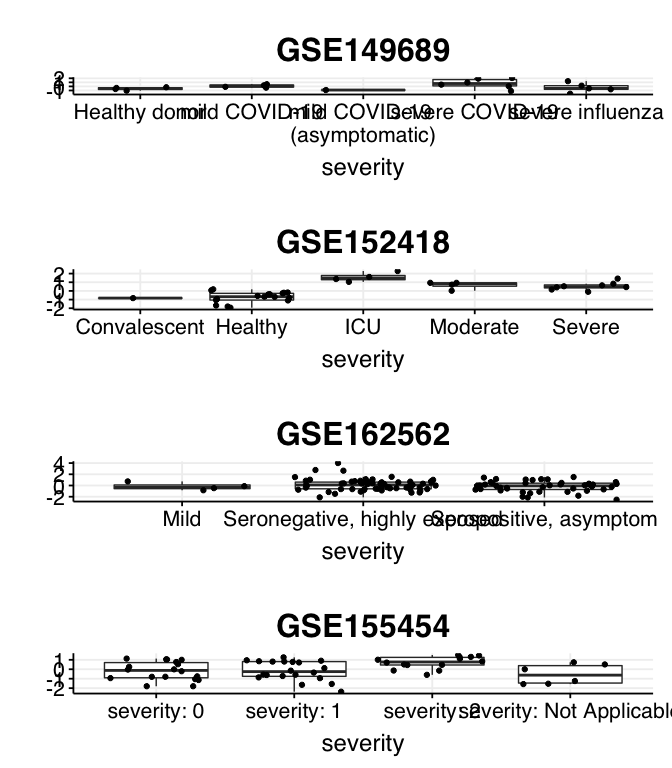 GSE149689
2
1
0
Healthy donor mild COVID-19 mild COVID-19 severe COVID-19 severe influenza
(asymptomatic)
severity
GSE152418
2
1
0
-1
-2
Convalescent Healthy ICU Moderate Severe
severity
GSE162562
4
2
0
-2
Mild Seronegative, highly exposed Seropositive, asymptom
severity
GSE155454
1
0
-1
-2
severity: 0 severity: 1 severity: 2 severity: Not Applicable
severity